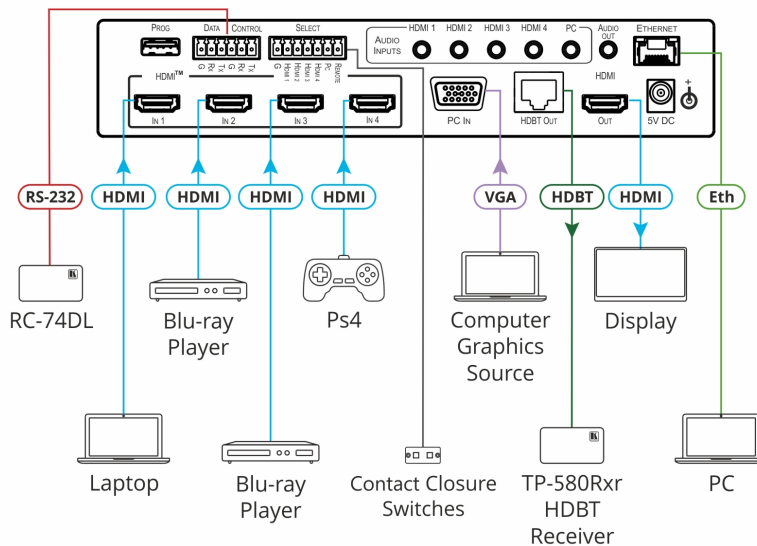 PROG
DATA CONTROL
SELECT
AUDIO INPUTS
HDMI 1 HDMI 2 HDMI 3 HDMI 4 PC
AUDIO OUT
ETHERNET
G Rx Tx G Rx Tx
G HDMI 1 HDMI 2 HDMI 3 HDMI 4 PC REMOTE
HDMI™
IN 1 IN 2 IN 3 IN 4
PC IN
HDBT OUT
HDMI
OUT
5V DC
+
RS-232 HDMI HDMI HDMI HDMI VGA HDBT HDMI Eth
K
RC-74DL
Blu-ray
Player
Ps4
Computer
Graphics
Source
Display
Laptop
Blu-ray
Player
Contact Closure
Switches
K
TP-580Rxr
HDBT
Receiver
PC